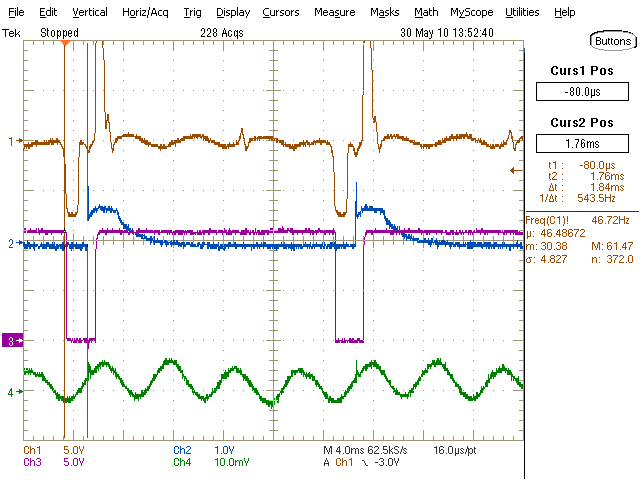 File Edit Vertical Horiz/Acq Trig Display Cursors Measure Masks Math MyScope Utilities Help
Tek Stopped 228 Acqs 30 May 10 13:52:40
Buttons
Curs1 Pos
-80.0µs
Curs2 Pos
1.76ms
t1 : -80.0µs
t2 : 1.76ms
Δt : 1.84ms
1/Δt : 543.5Hz
Freq(C1)! 46.72Hz
µ: 46.48672
m: 30.38 M: 61.47
σ: 4.827 n: 372.0
1
2
3
4
Ch1 5.0V Ch2 1.0V M 4.0ms 62.5kS/s 16.0µs/pt
Ch3 5.0V Ch4 10.0mV A Ch1 -3.0V